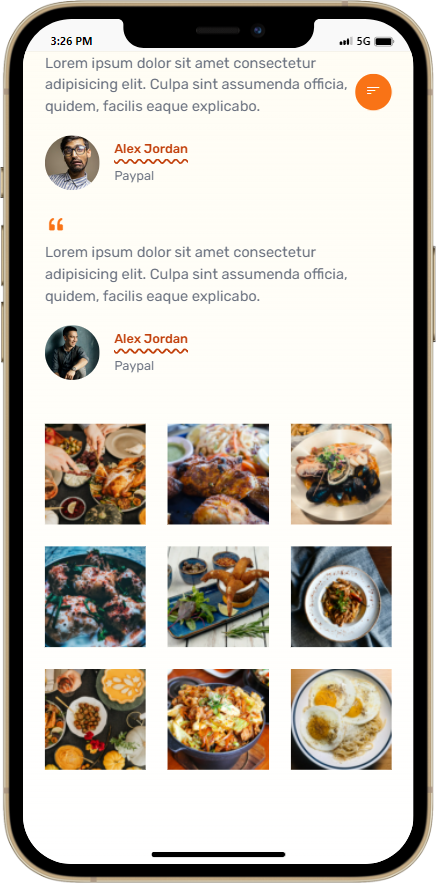 3:26 PM
5G
Lorem ipsum dolor sit amet consectetur
adipisicing elit. Culpa sint assumenda officia,
quidem, facilis eaque explicabo.
Alex Jordan
Paypal
“
Lorem ipsum dolor sit amet consectetur
adipisicing elit. Culpa sint assumenda officia,
quidem, facilis eaque explicabo.
Alex Jordan
Paypal